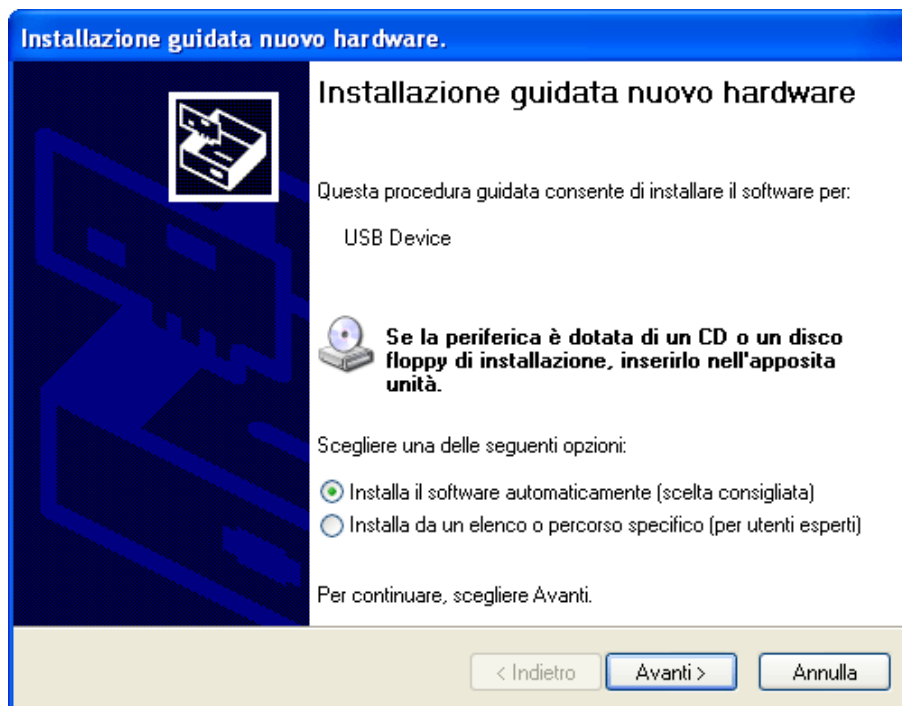 Installazione guidata nuovo hardware.
Installazione guidata nuovo hardware
Questa procedura guidata consente di installare il software per:
USB Device
Se la periferica è dotata di un CD o un disco
floppy di installazione, inserirlo nell'apposita
unità.
Scegliere una delle seguenti opzioni:
Installa il software automaticamente (scelta consigliata)
Installa da un elenco o percorso specifico (per utenti esperti)
Per continuare, scegliere Avanti.
< Indietro Avanti > Annulla